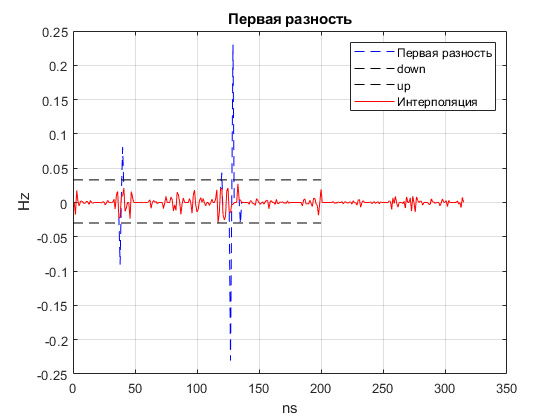 Первая разность
0.25
0.2
0.15
0.1
0.05
0
-0.05
-0.1
-0.15
-0.2
-0.25
Hz
Первая разность
down
up
Интерполяция
0 50 100 150 200 250 300 350
ns